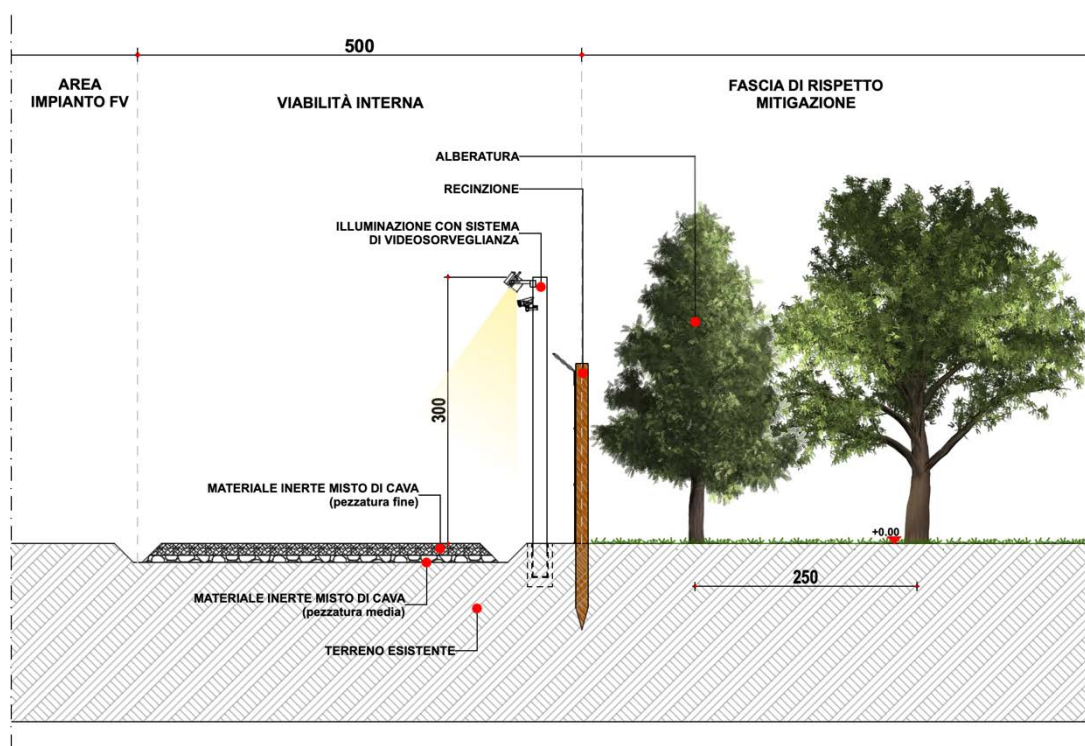 500
AREA
IMPIANTO FV
VIABILITÀ INTERNA
FASCIA DI RISPETTO
MITIGAZIONE
ALBERATURA
RECINZIONE
ILLUMINAZIONE CON SISTEMA
DI VIDEOSORVEGLIANZA
300
MATERIALE INERTE MISTO DI CAVA
(pezzatura fine)
+0.00
250
MATERIALE INERTE MISTO DI CAVA
(pezzatura media)
TERRENO ESISTENTE